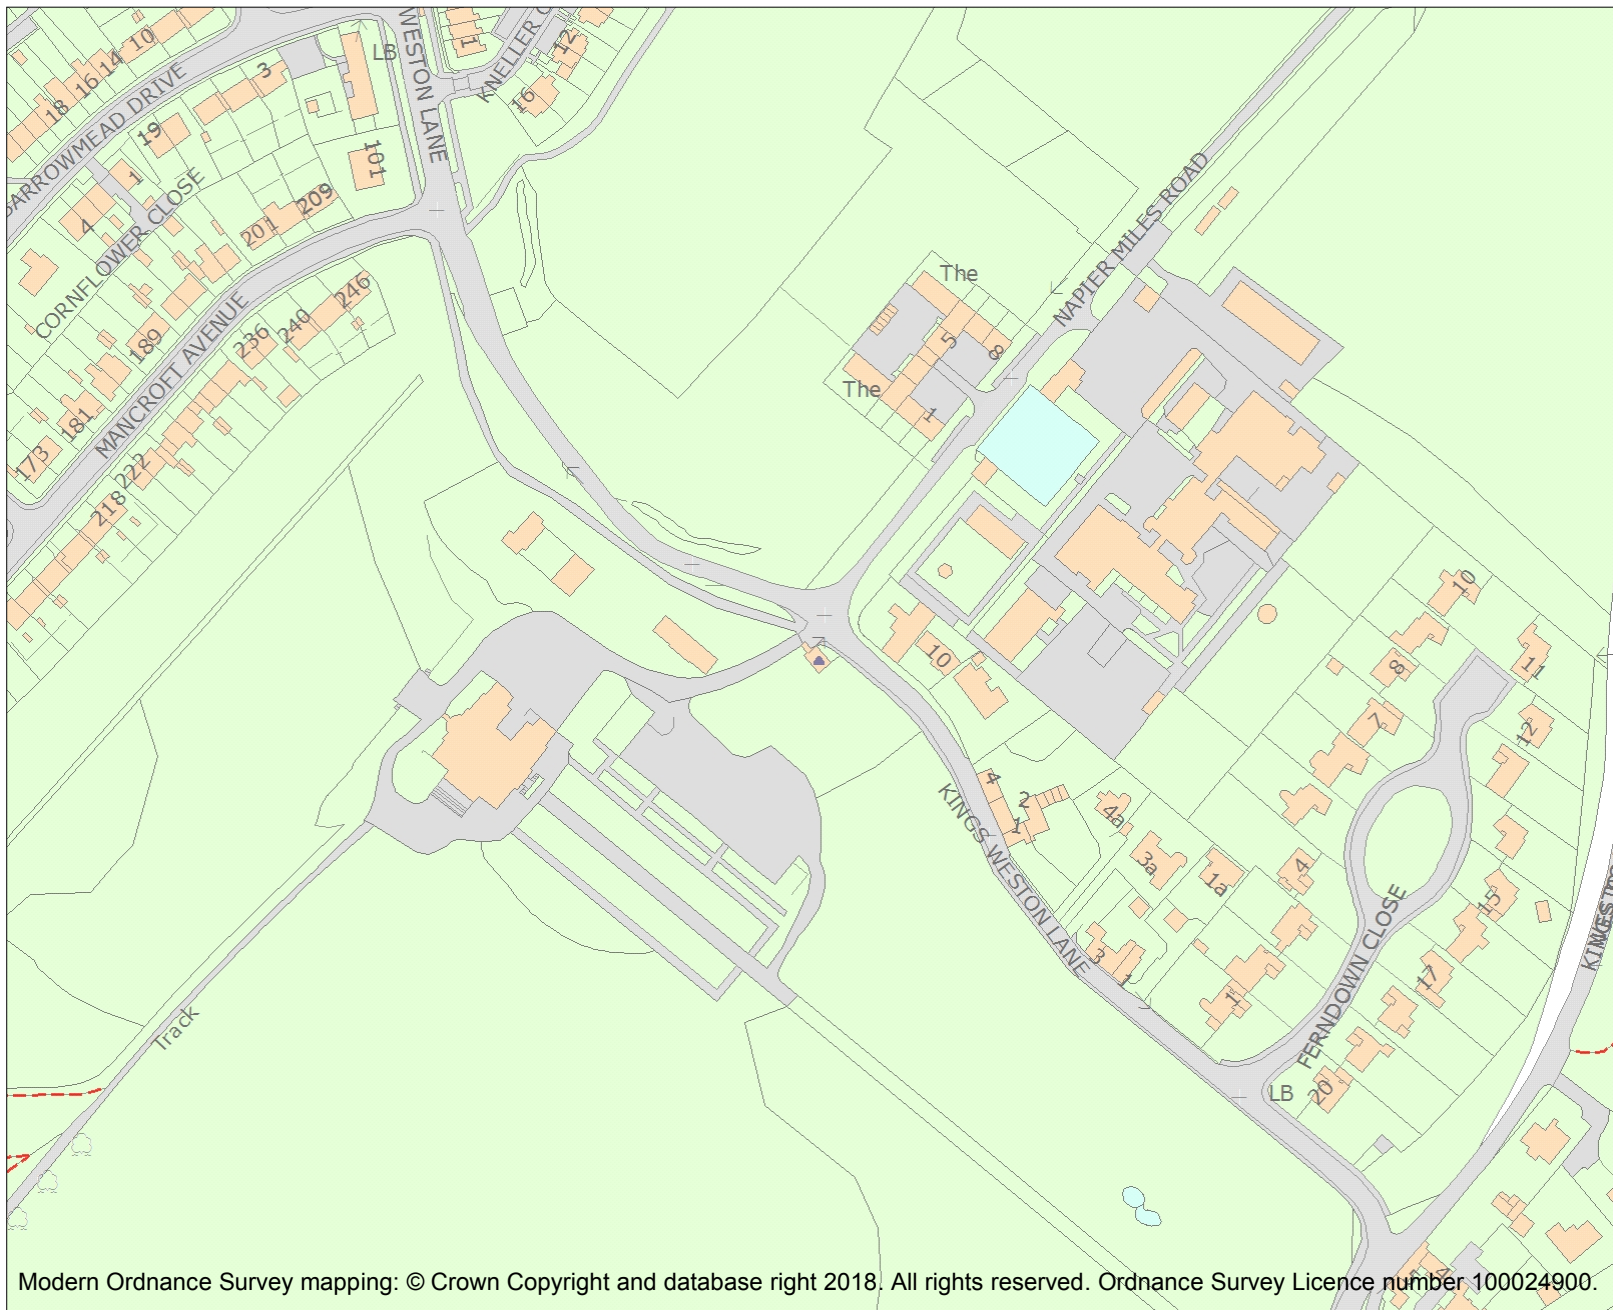 10
14
16
18
BARROWMEAD DRIVE
3
LB
WESTON LANE
1
KNELLER C
12
16
19
1
4
CORNFLOWER CLOSE
101
209
201
246
240
236
189
181
173
MANCROFT AVENUE
222
218
The
5
8
The
1
NAPIER MILES ROAD
10
10
8
7
11
12
4
2
1
KINGS WESTON LANE
4a
3a
1a
4
3
1
1
15
17
FERNDOWN CLOSE
20
LB
Track
Modern Ordnance Survey mapping: © Crown Copyright and database right 2018. All rights reserved. Ordnance Survey Licence number 100024900.